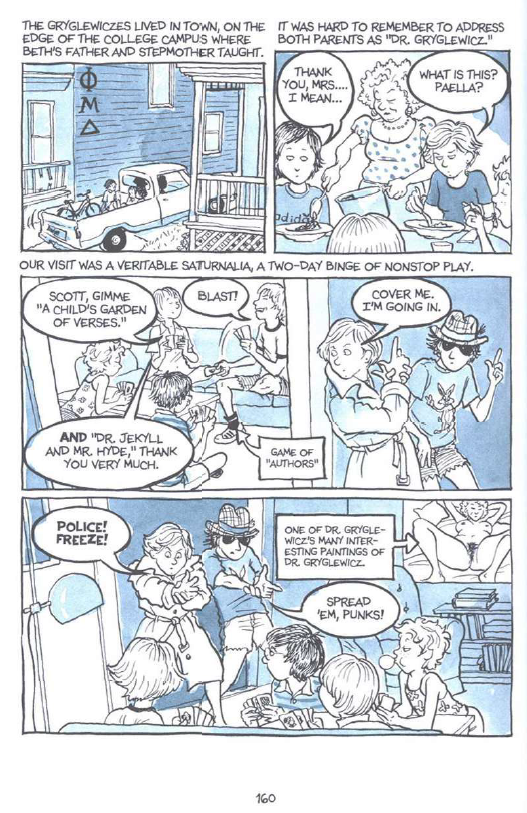 THE GRYGLEWICZES LIVED IN TOWN, ON THE
EDGE OF THE COLLEGE CAMPUS WHERE
BETH'S FATHER AND STEPMOTHER TAUGHT.
Φ
Μ
Δ
IT WAS HARD TO REMEMBER TO ADDRESS
BOTH PARENTS AS "DR. GRYGLEWICZ."
THANK
YOU, MRS....
I MEAN...
WHAT IS THIS?
PAELLA?
adidas
OUR VISIT WAS A VERITABLE SATURNALIA, A TWO-DAY BINGE OF NONSTOP PLAY.
SCOTT, GIMME
"A CHILD'S GARDEN
OF VERSES."
BLAST!
AND "DR. JEKYLL
AND MR. HYDE," THANK
YOU VERY MUCH.
GAME OF
"AUTHORS"
COVER ME.
I'M GOING IN.
POLICE!
FREEZE!
ONE OF DR. GRYGLE-
WICZ'S MANY INTER-
ESTING PAINTINGS OF
DR. GRYGLEWICZ.
SPREAD
'EM, PUNKS!
160